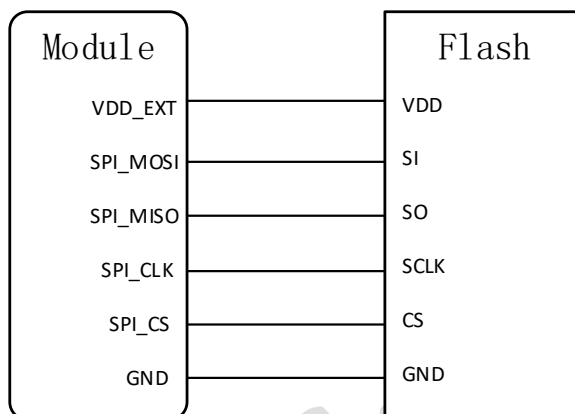 Module Flash
VDD_EXT VDD
SPI_MOSI SI
SPI_MISO SO
SPI_CLK SCLK
SPI_CS CS
GND GND